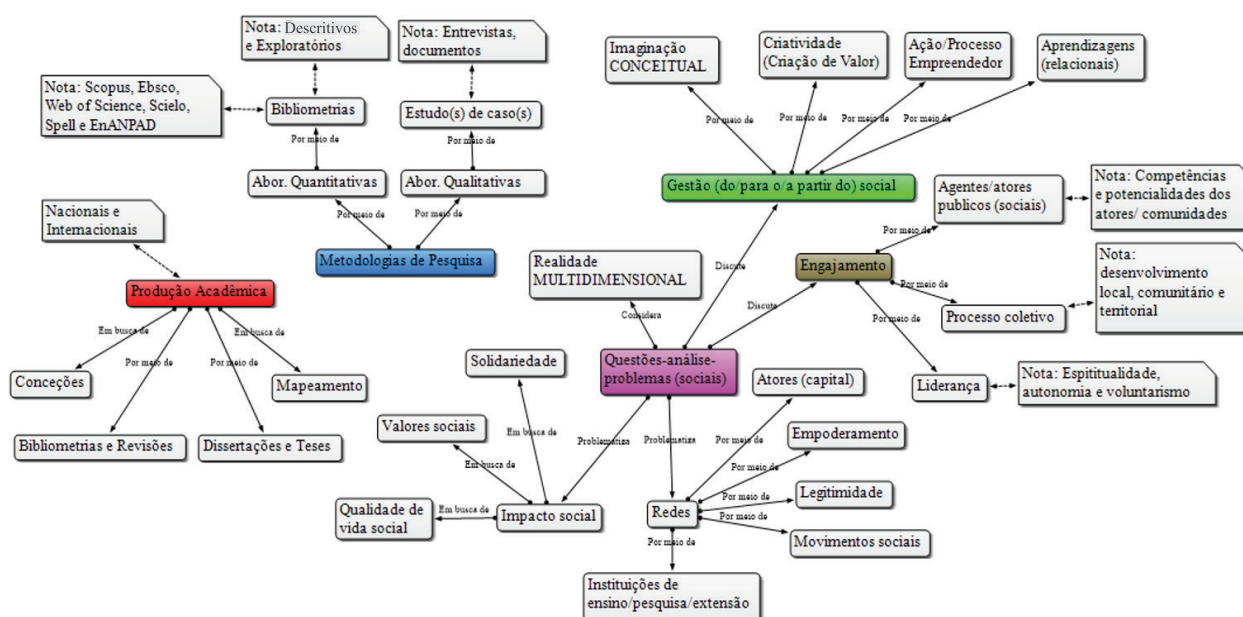 Nota: Descritivos
e Exploratórios
Nota: Entrevistas,
documentos
Nota: Scopus, Ebsco,
Web of Science, Scielo,
Spell e EnANPAD
Bibliometrias
Estudo(s) de caso(s)
Por meio de
Por meio de
Abor. Quantitativas
Abor. Qualitativas
Por meio de
Por meio de
Metodologias de Pesquisa
Nacionais e
Internacionais
Produção Acadêmica
Em busca de
Por meio de
Por meio de
Em busca de
Conceções
Mapeamento
Bibliometrias e Revisões
Dissertações e Teses
Imaginação
CONCEITUAL
Criatividade
(Criação de Valor)
Ação/Processo
Empreendedor
Aprendizagens
(relacionais)
Por meio de
Por meio de
Por meio de
Por meio de
Gestão (do/para o/a partir do) social
Discute
Agentes/atores
publicos (sociais)
Nota: Competências
e potencialidades dos
atores/ comunidades
Por meio de
Engajamento
Por meio de
Processo coletivo
Nota:
desenvolvimento
local, comunitário e
territorial
Por meio de
Liderança
Nota: Espititualidade,
autonomia e voluntarismo
Discute
Realidade
MULTIDIMENSIONAL
Considera
Questões-análise-
problemas (sociais)
Problematiza
Problematiza
Solidariedade
Em busca de
Valores sociais
Em busca de
Qualidade de
vida social
Em busca de
Impacto social
Atores (capital)
Por meio de
Empoderamento
Por meio de
Legitimidade
Por meio de
Redes
Por meio de
Movimentos sociais
Por meio de
Instituições de
ensino/pesquisa/extensão